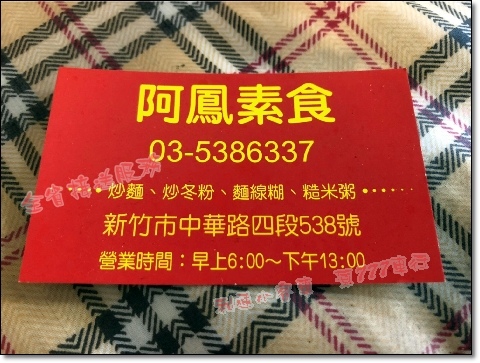 阿鳳素食
03-5386337
····炒麵、炒冬粉、麵線糊、糙米粥······
新竹市中華路四段538號
營業時間：早上6:00～下午13:00